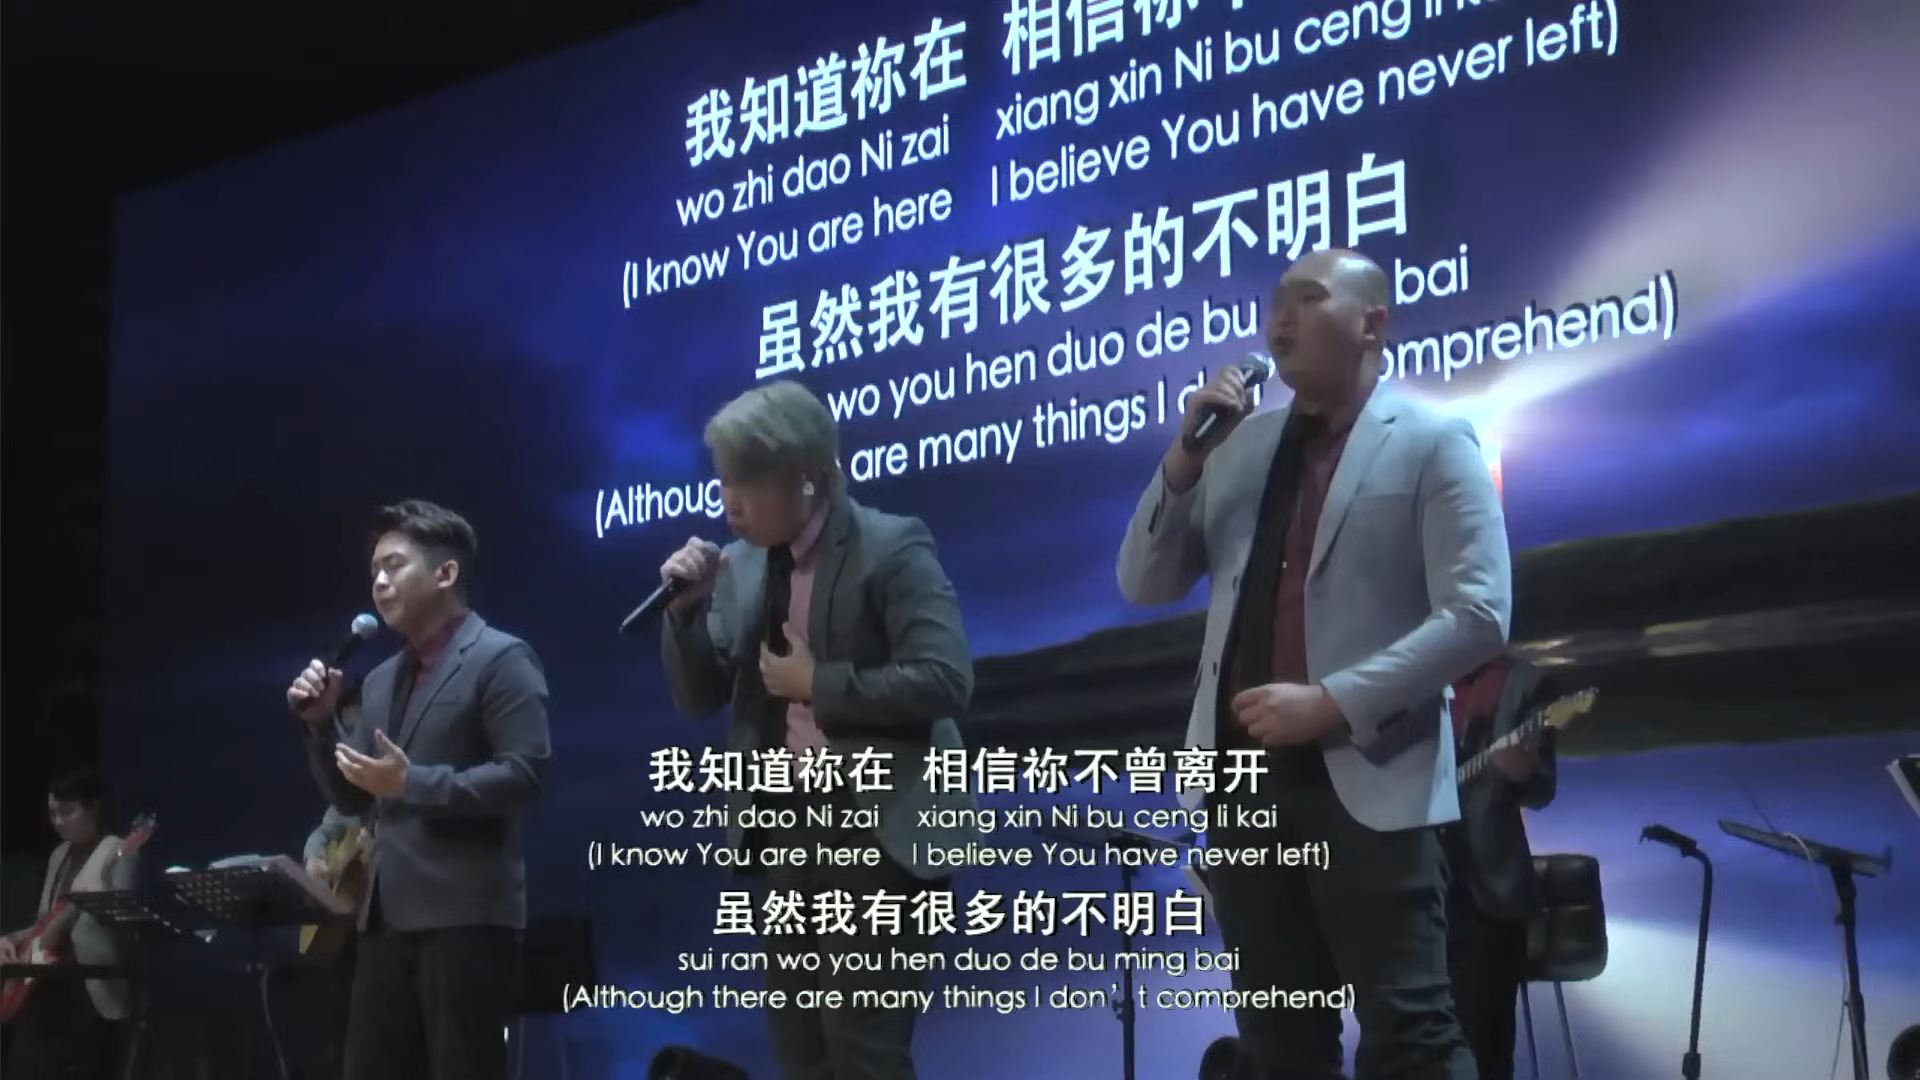 我知道祢在 相信祢不
wo zhi dao Ni zai xiang xin Ni bu ceng li
(I know You are here I believe You have never left)
虽然我有很多的不明白
wo you hen duo de bu bai
are many things I
我知道祢在 相信祢不曾离开
wo zhi dao Ni zai xiang xin Ni bu ceng li kai
(I know You are here I believe You have never left)
虽然我有很多的不明白
sui ran wo you hen duo de bu ming bai
(Although there are many things I don't comprehend)